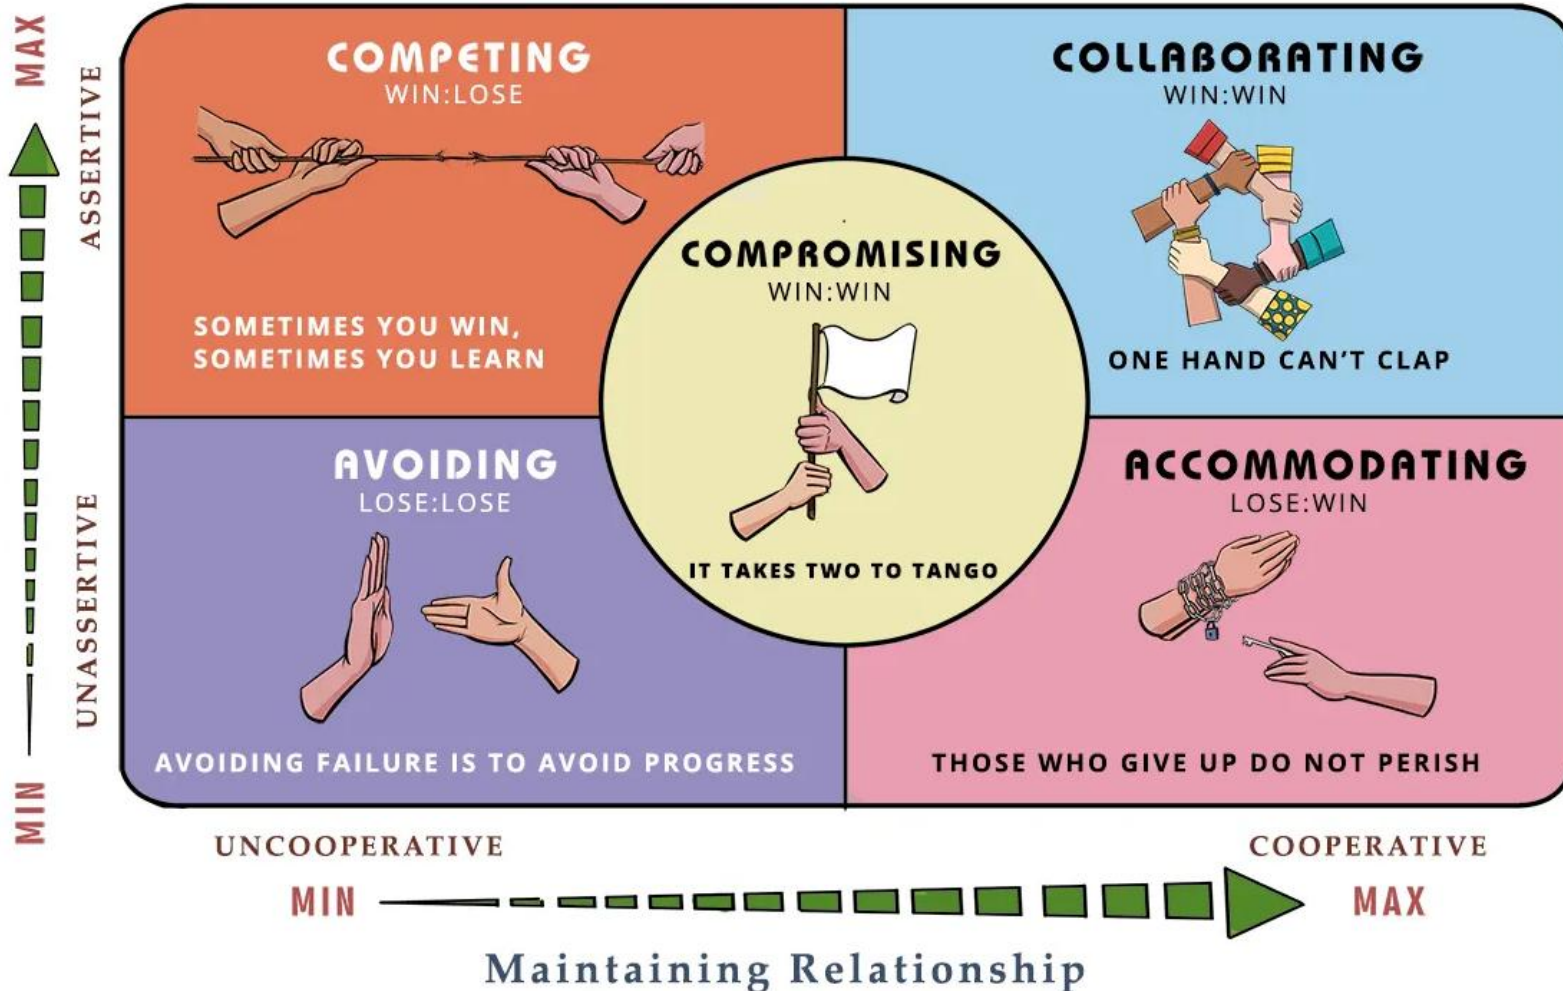 MAX
ASSERTIVE
UNASSERTIVE
MIN
COMPETING
WIN:LOSE
SOMETIMES YOU WIN,
SOMETIMES YOU LEARN
COLLABORATING
WIN:WIN
ONE HAND CAN'T CLAP
COMPROMISING
WIN:WIN
IT TAKES TWO TO TANGO
AVOIDING
LOSE:LOSE
AVOIDING FAILURE IS TO AVOID PROGRESS
ACCOMMODATING
LOSE:WIN
THOSE WHO GIVE UP DO NOT PERISH
UNCOOPERATIVE
COOPERATIVE
MIN
MAX
Maintaining Relationship